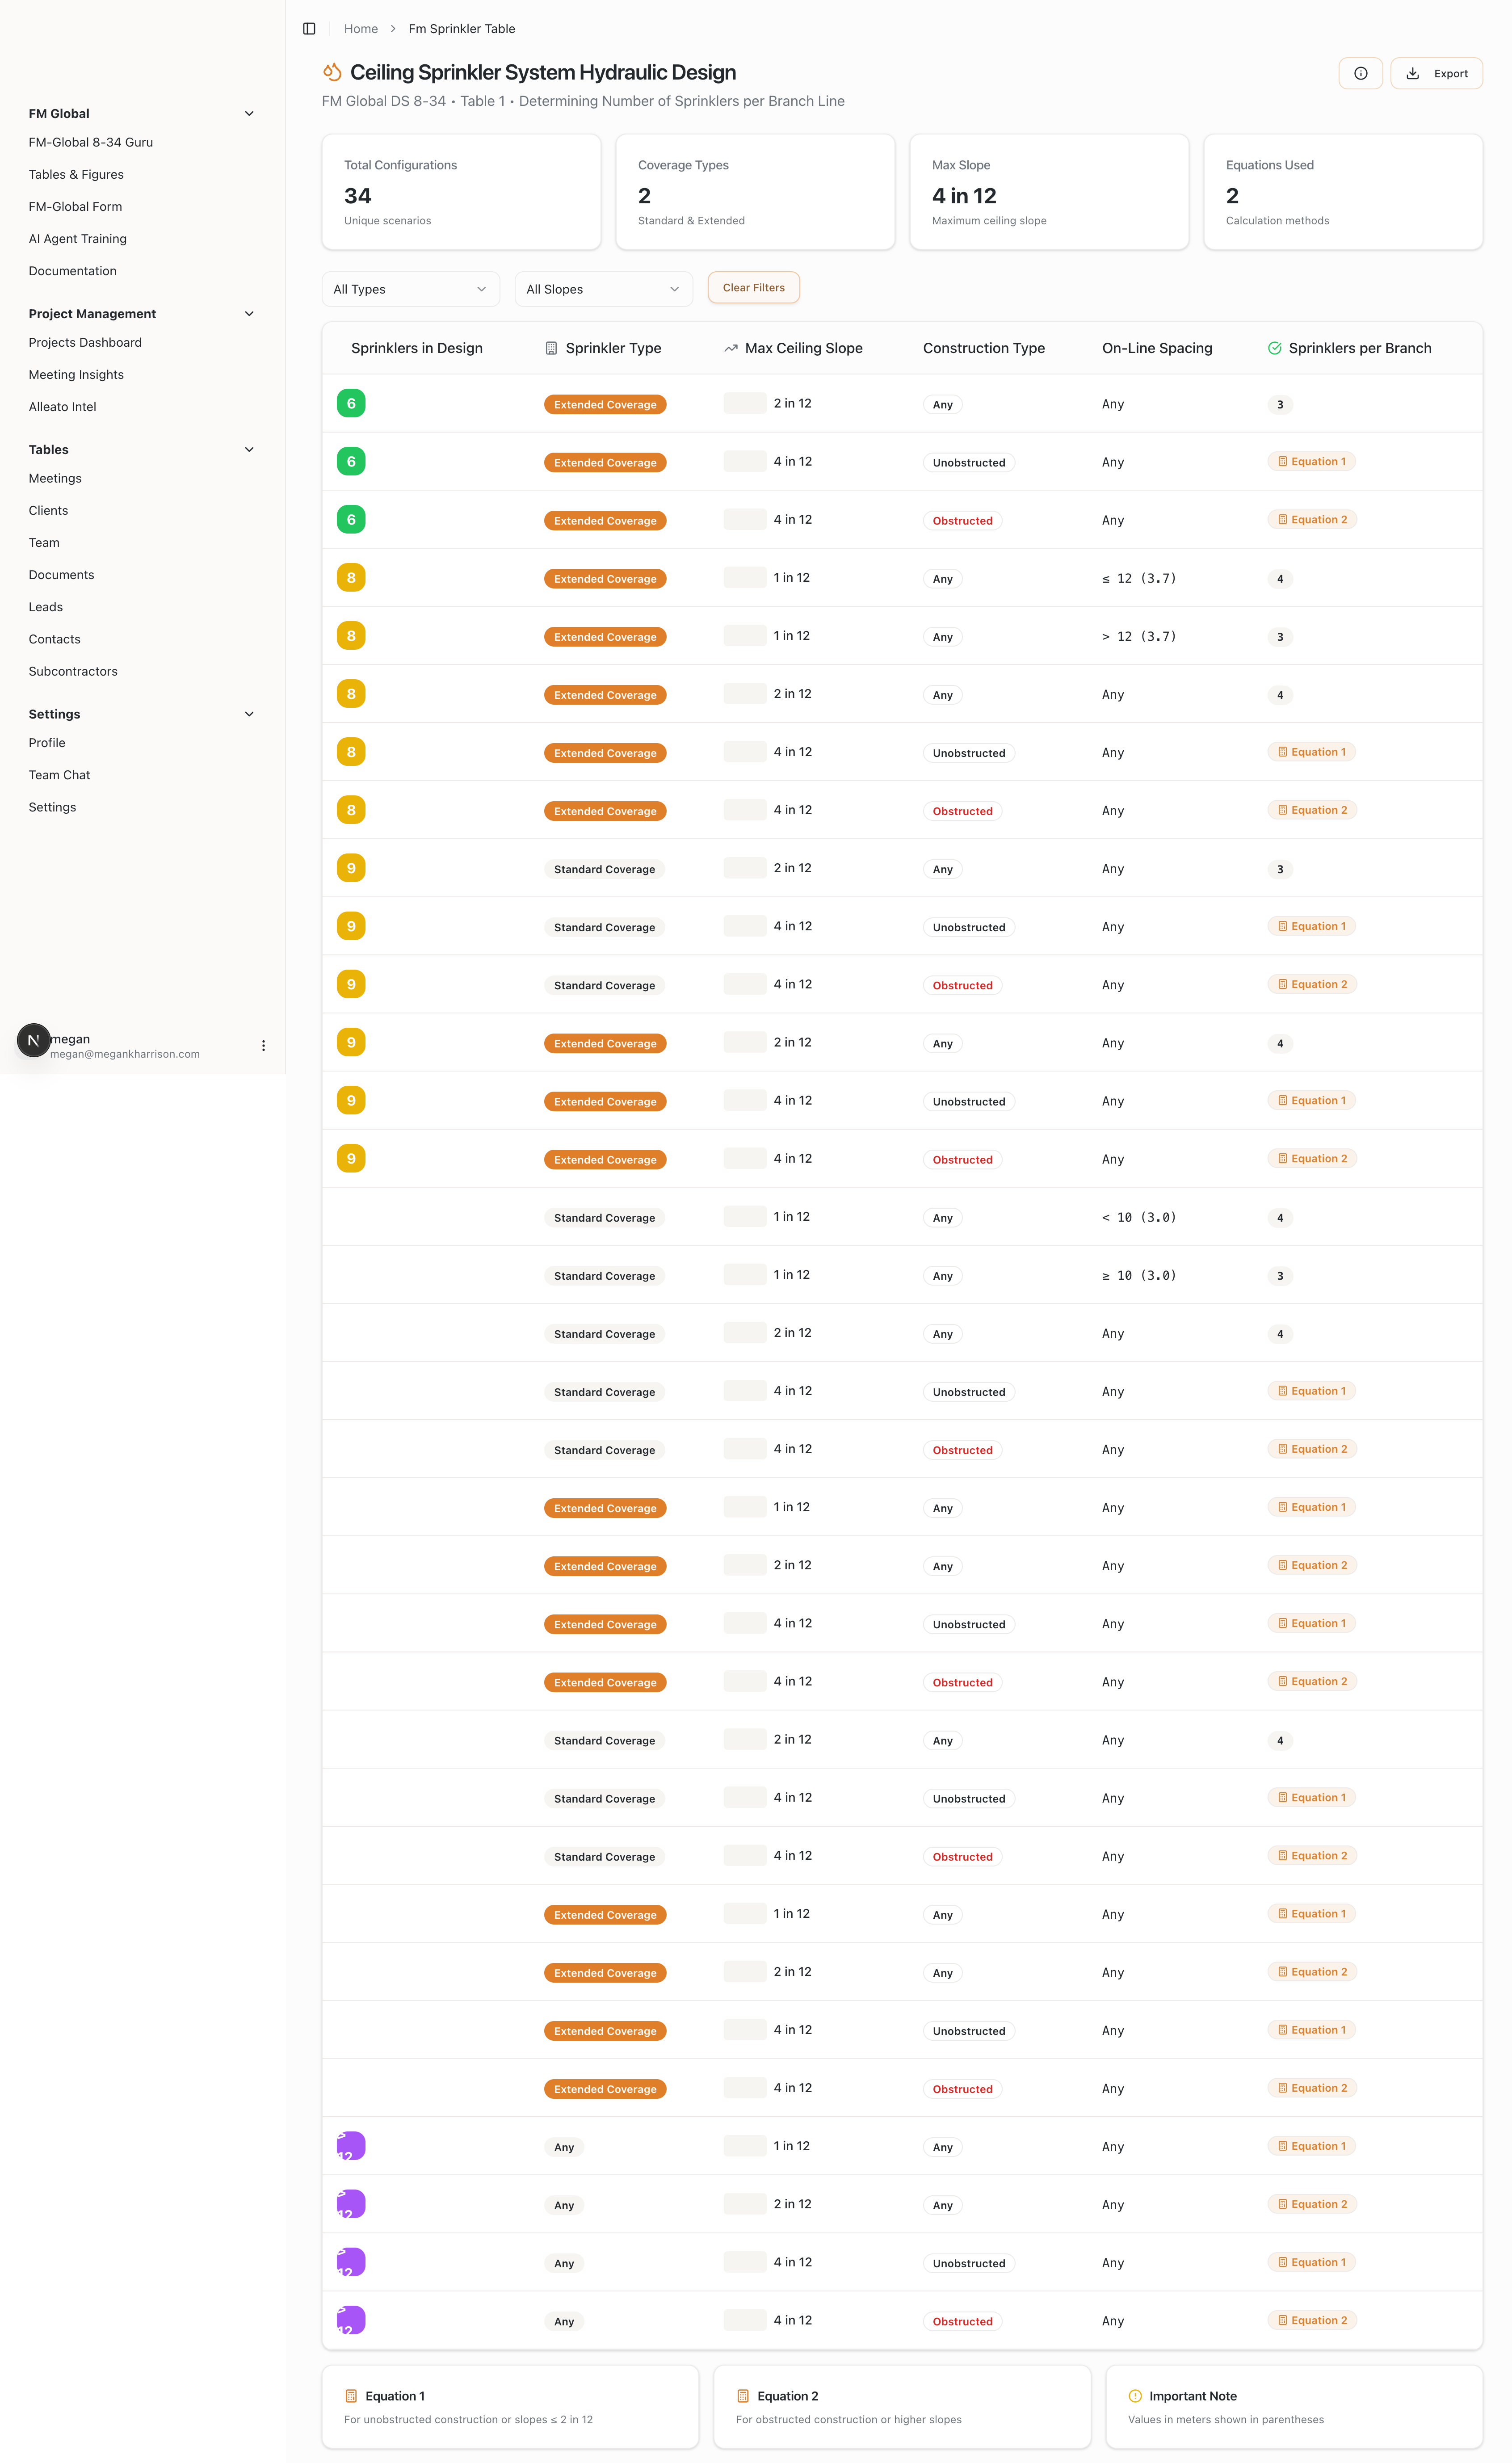 Home > Fm Sprinkler Table
Ceiling Sprinkler System Hydraulic Design
FM Global DS 8-34 • Table 1 • Determining Number of Sprinklers per Branch Line
Export
FM Global
FM-Global 8-34 Guru
Tables & Figures
FM-Global Form
AI Agent Training
Documentation
Project Management
Projects Dashboard
Meeting Insights
Alleato Intel
Tables
Meetings
Clients
Team
Documents
Leads
Contacts
Subcontractors
Settings
Profile
Team Chat
Settings
N
megan
megan@megankharrison.com
Total Configurations
34
Unique scenarios
Coverage Types
2
Standard & Extended
Max Slope
4 in 12
Maximum ceiling slope
Equations Used
2
Calculation methods
All Types
All Slopes
Clear Filters
Sprinklers in Design Sprinkler Type Max Ceiling Slope Construction Type On-Line Spacing Sprinklers per Branch
6 Extended Coverage 2 in 12 Any Any 3
6 Extended Coverage 4 in 12 Unobstructed Any Equation 1
6 Extended Coverage 4 in 12 Obstructed Any Equation 2
8 Extended Coverage 1 in 12 Any ≤ 12 (3.7) 4
8 Extended Coverage 1 in 12 Any > 12 (3.7) 3
8 Extended Coverage 2 in 12 Any Any 4
8 Extended Coverage 4 in 12 Unobstructed Any Equation 1
8 Extended Coverage 4 in 12 Obstructed Any Equation 2
9 Standard Coverage 2 in 12 Any Any 3
9 Standard Coverage 4 in 12 Unobstructed Any Equation 1
9 Standard Coverage 4 in 12 Obstructed Any Equation 2
9 Extended Coverage 2 in 12 Any Any 4
9 Extended Coverage 4 in 12 Unobstructed Any Equation 1
9 Extended Coverage 4 in 12 Obstructed Any Equation 2
Standard Coverage 1 in 12 Any < 10 (3.0) 4
Standard Coverage 1 in 12 Any ≥ 10 (3.0) 3
Standard Coverage 2 in 12 Any Any 4
Standard Coverage 4 in 12 Unobstructed Any Equation 1
Standard Coverage 4 in 12 Obstructed Any Equation 2
Extended Coverage 1 in 12 Any Any Equation 1
Extended Coverage 2 in 12 Any Any Equation 2
Extended Coverage 4 in 12 Unobstructed Any Equation 1
Extended Coverage 4 in 12 Obstructed Any Equation 2
Standard Coverage 2 in 12 Any Any 4
Standard Coverage 4 in 12 Unobstructed Any Equation 1
Standard Coverage 4 in 12 Obstructed Any Equation 2
Extended Coverage 1 in 12 Any Any Equation 1
Extended Coverage 2 in 12 Any Any Equation 2
Extended Coverage 4 in 12 Unobstructed Any Equation 1
Extended Coverage 4 in 12 Obstructed Any Equation 2
> 12 Any 1 in 12 Any Any Equation 1
> 12 Any 2 in 12 Any Any Equation 2
> 12 Any 4 in 12 Unobstructed Any Equation 1
> 12 Any 4 in 12 Obstructed Any Equation 2
Equation 1
For unobstructed construction or slopes ≤ 2 in 12
Equation 2
For obstructed construction or higher slopes
Important Note
Values in meters shown in parentheses